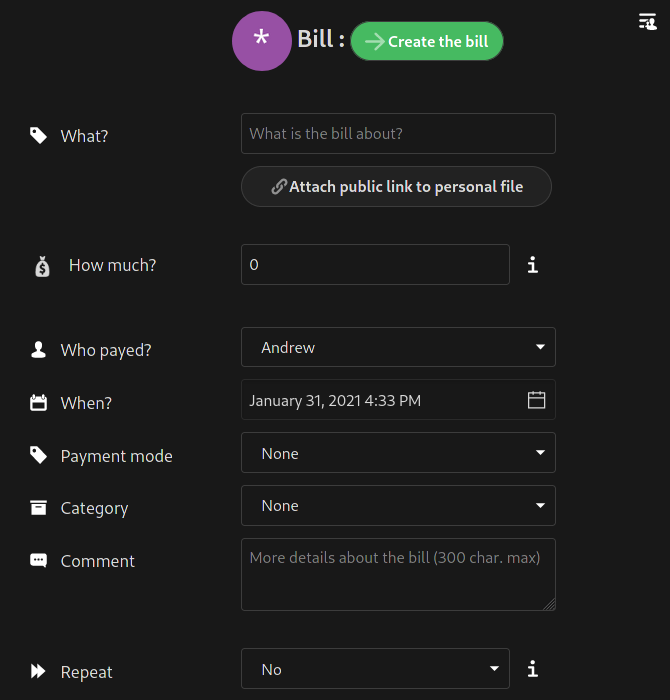 * Bill : Create the bill
What? What is the bill about?
Attach public link to personal file
How much? 0
Who payed? Andrew
When? January 31, 2021 4:33 PM
Payment mode None
Category None
Comment More details about the bill (300 char. max)
Repeat No